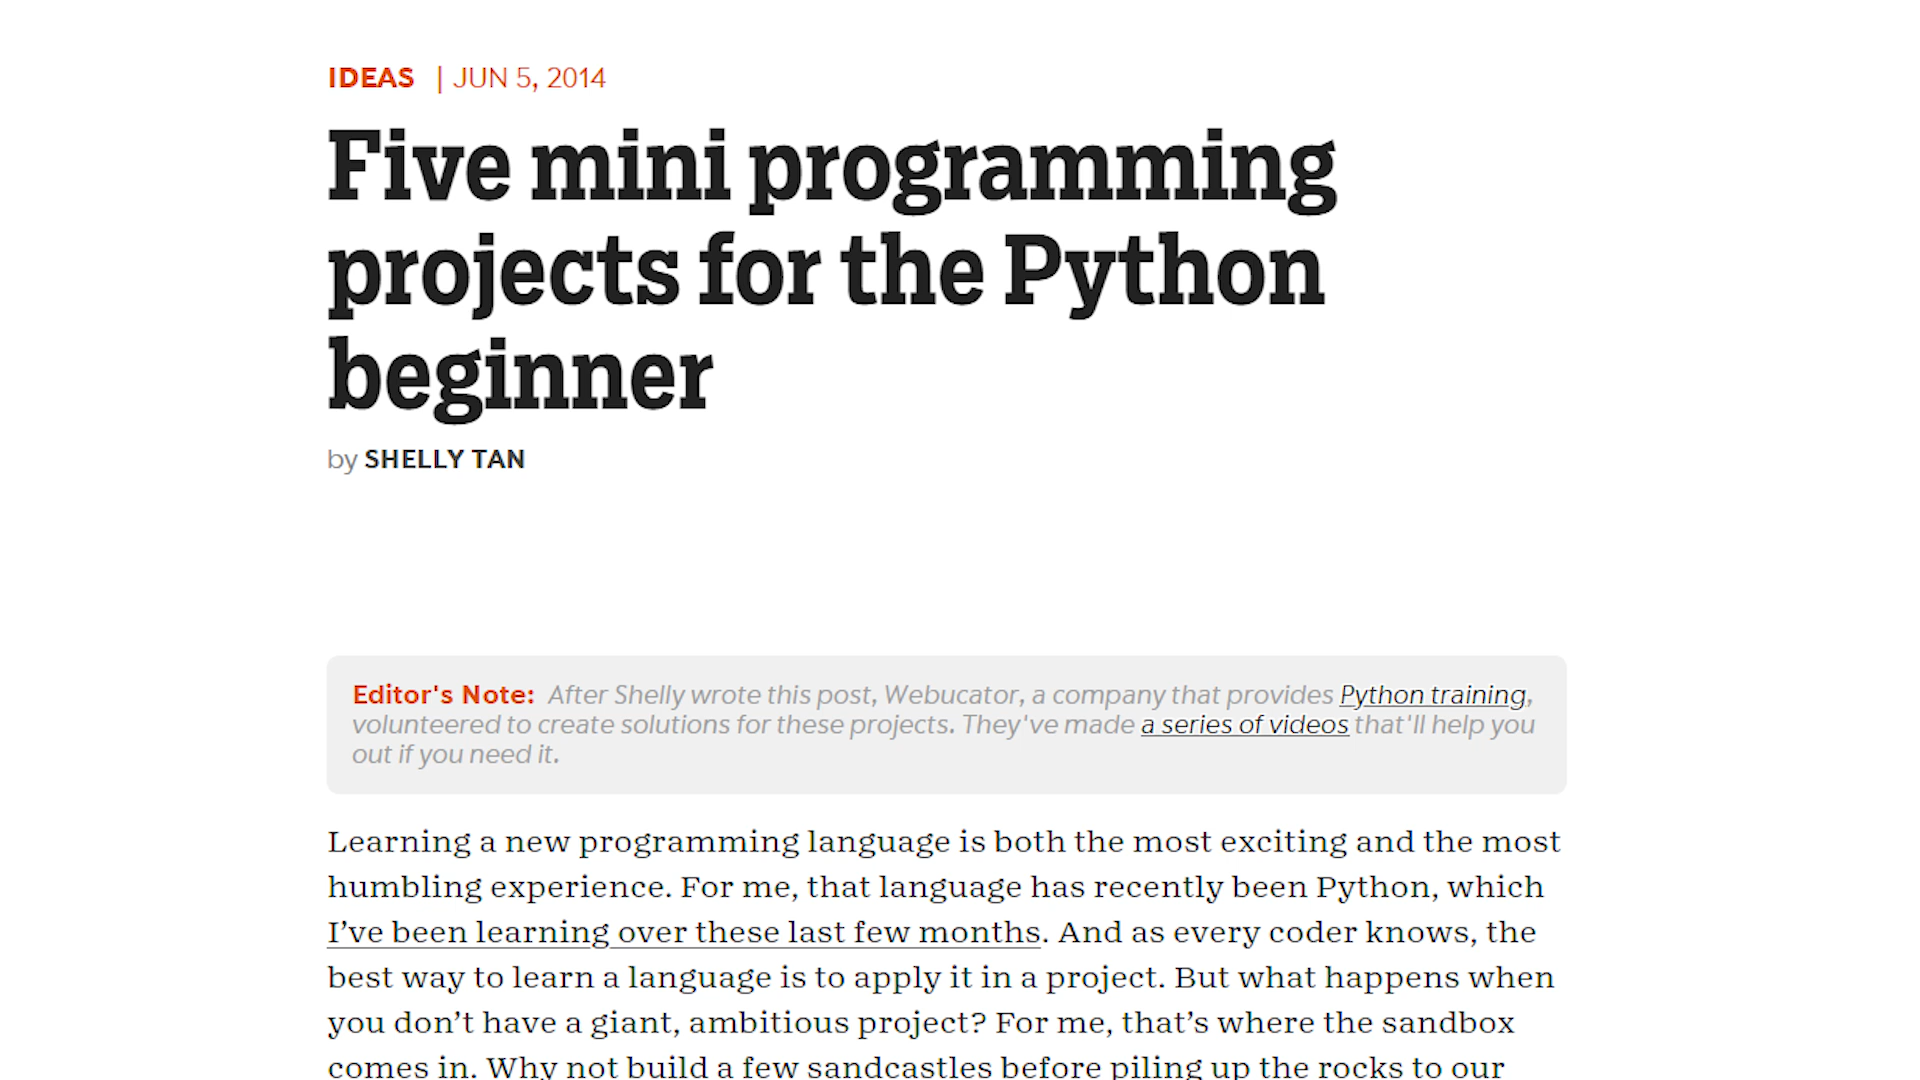 IDEAS | JUN 5, 2014
Five mini programming
projects for the Python
beginner
by SHELLY TAN
Editor's Note: After Shelly wrote this post, Webucator, a company that provides Python training,
volunteered to create solutions for these projects. They've made a series of videos that'll help you
out if you need it.
Learning a new programming language is both the most exciting and the most
humbling experience. For me, that language has recently been Python, which
I’ve been learning over these last few months. And as every coder knows, the
best way to learn a language is to apply it in a project. But what happens when
you don’t have a giant, ambitious project? For me, that’s where the sandbox
comes in. Why not build a few sandcastles before piling up the rocks to our